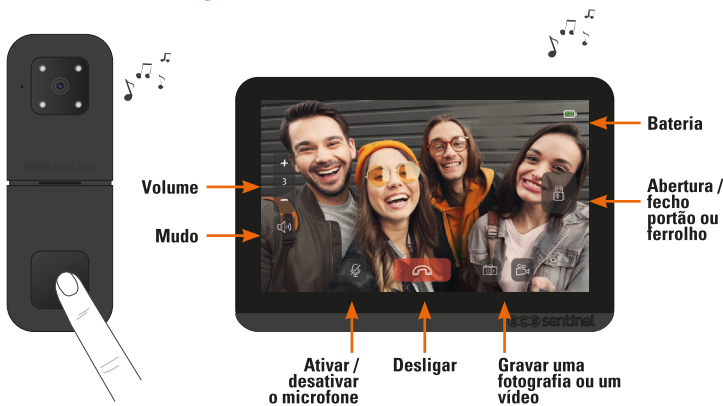 sentinel
Bateria
+
3
-
Volume
Mudo
Abertura /
fecho
portão ou
ferrolho
sentinel
Ativar /
desativar
o microfone
Desligar
Gravar uma
fotografia ou um
vídeo